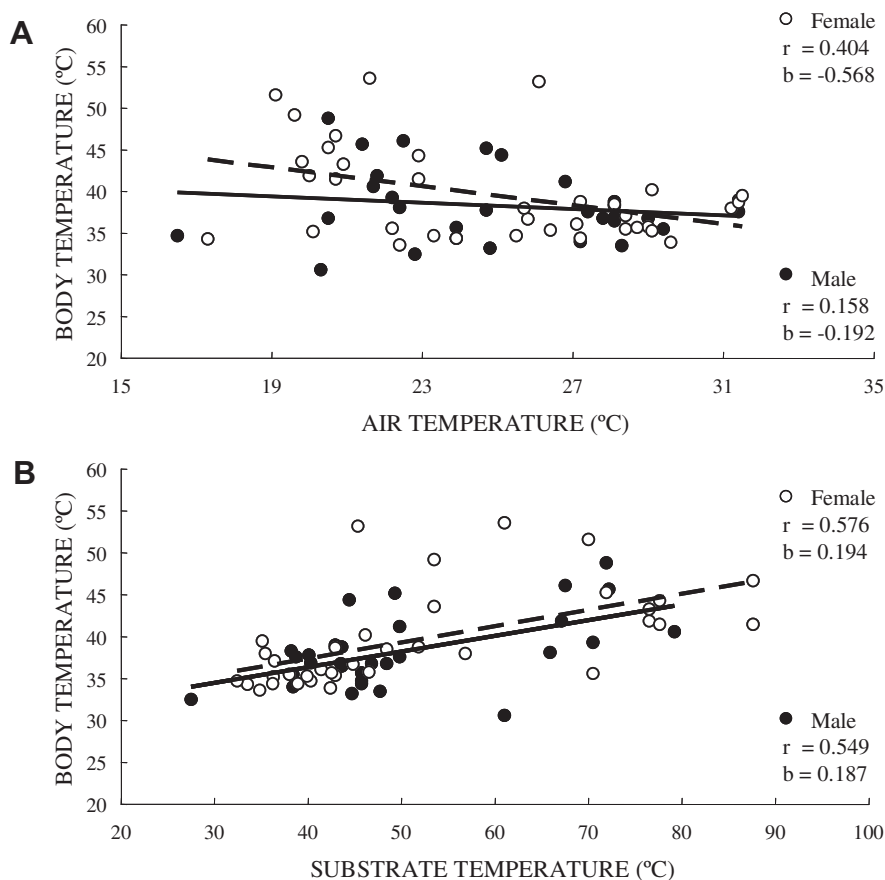 A
60
55
50
45
40
35
30
25
20
BODY TEMPERATURE (ºC)
15 19 23 27 31 35
AIR TEMPERATURE (ºC)
Female
r = 0.404
b = -0.568
Male
r = 0.158
b = -0.192
B
60
55
50
45
40
35
30
25
20
BODY TEMPERATURE (ºC)
20 30 40 50 60 70 80 90 100
SUBSTRATE TEMPERATURE (ºC)
Female
r = 0.576
b = 0.194
Male
r = 0.549
b = 0.187